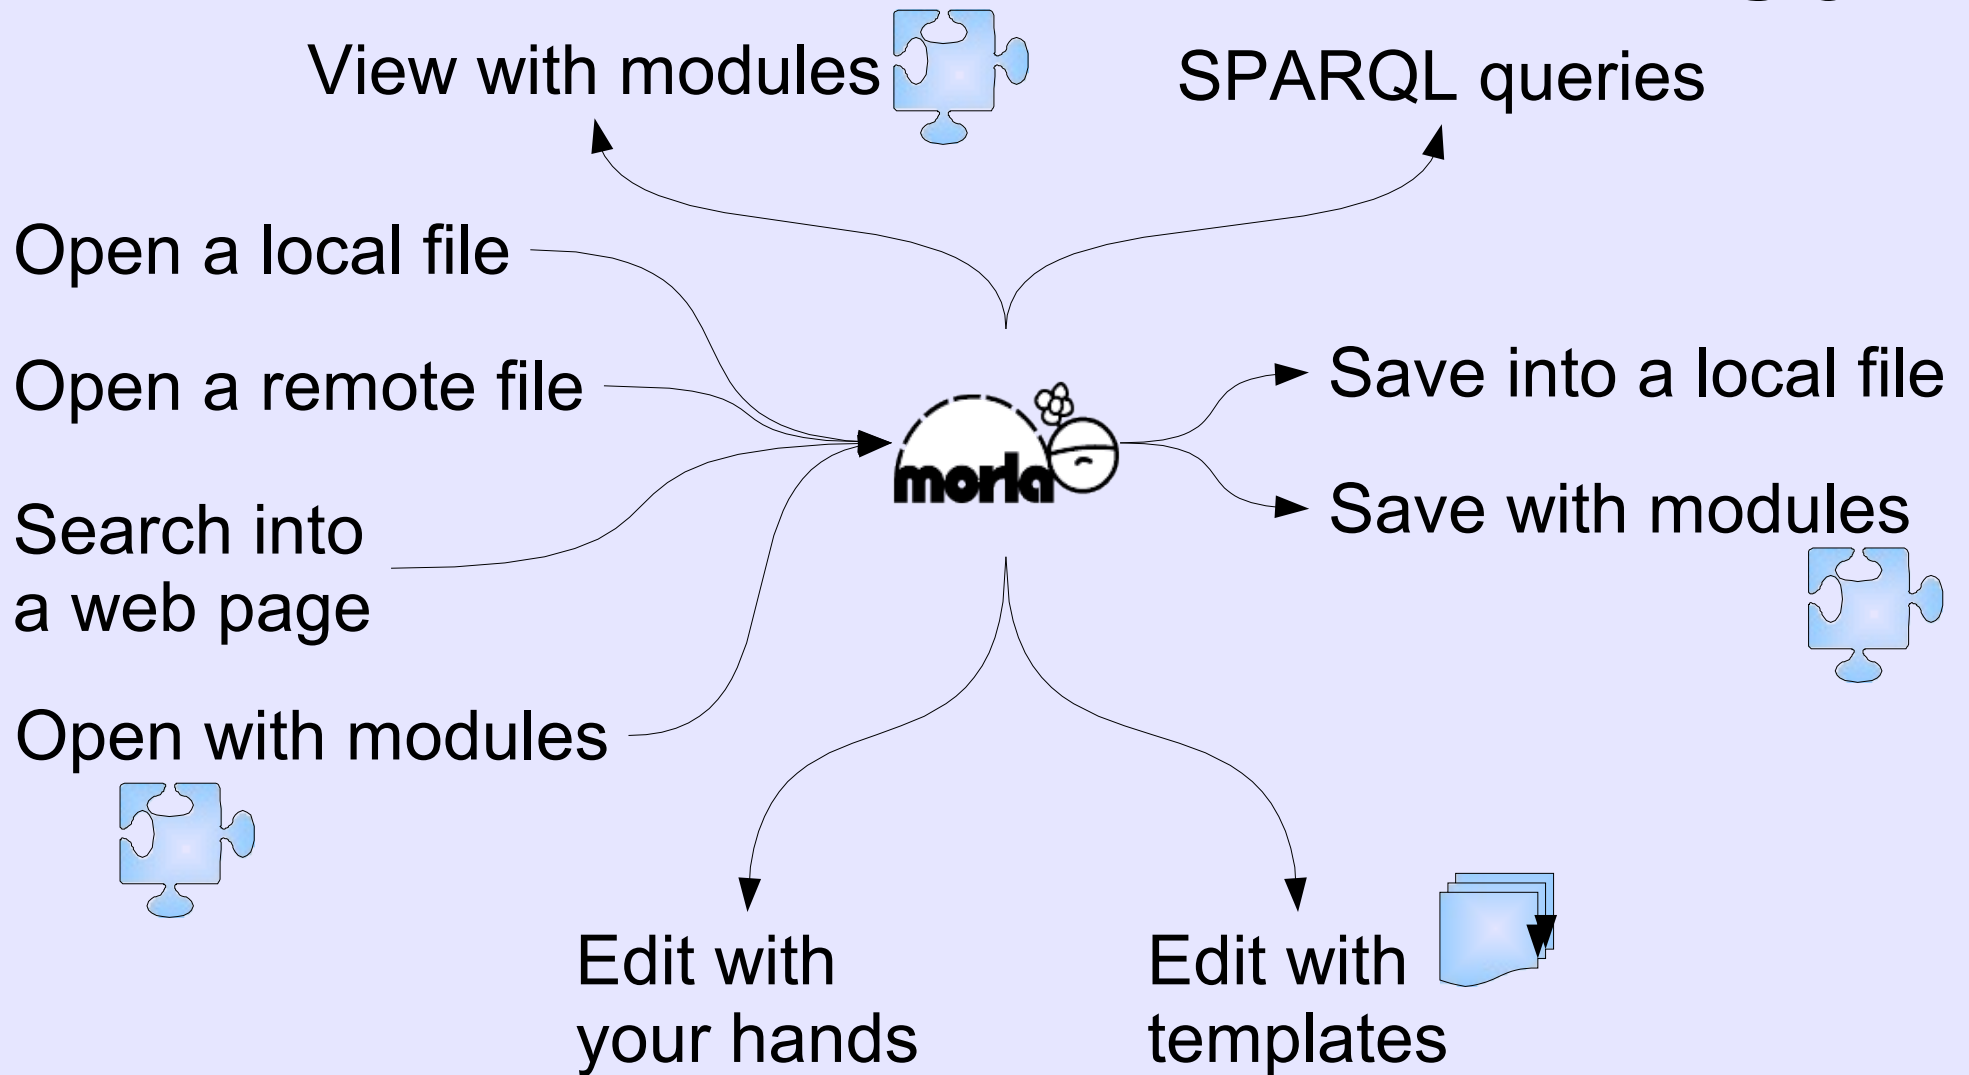 View with modules
SPARQL queries
Open a local file
Open a remote file
Search into
a web page
Open with modules
morla
Save into a local file
Save with modules
Edit with
your hands
Edit with
templates